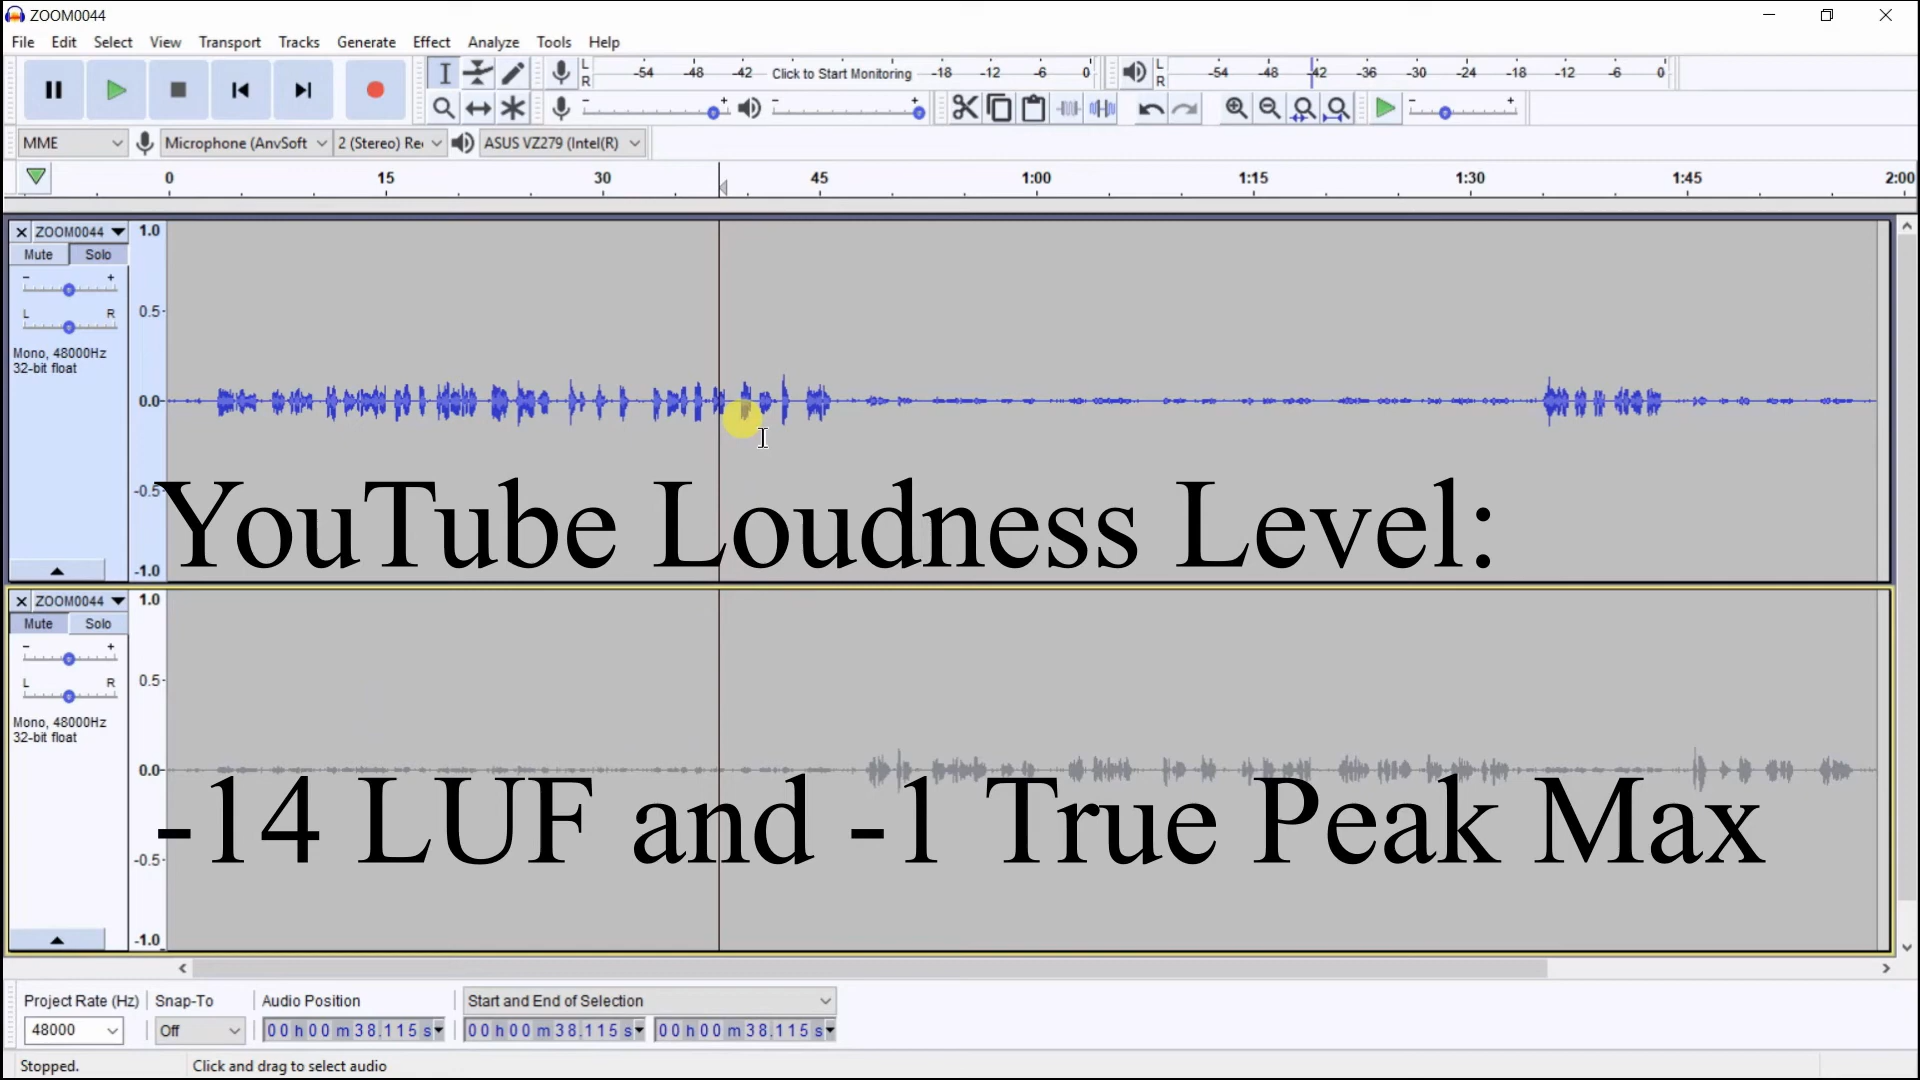 ZOOM0044
File Edit Select View Transport Tracks Generate Effect Analyze Tools Help
L R -54 -48 -42 Click to Start Monitoring -18 -12 -6 0 L R -54 -48 -42 -36 -30 -24 -18 -12 -6 0
- + - + - +
MME Microphone (AnvSoft 2 (Stereo) Re ASUS VZ279 (Intel(R)
0 15 30 45 1:00 1:15 1:30 1:45 2:00
ZOOM0044 1.0
Mute Solo
- +
L R 0.5
Mono, 48000Hz
32-bit float
0.0
-0.5
YouTube Loudness Level:
-1.0
ZOOM0044 1.0
Mute Solo
- +
L R 0.5
Mono, 48000Hz
32-bit float
0.0
-14 LUF and -1 True Peak Max
-0.5
-1.0
Project Rate (Hz) Snap-To Audio Position Start and End of Selection
48000 Off 00 h 00 m 38.115 s 00 h 00 m 38.115 s 00 h 00 m 38.115 s
Stopped. Click and drag to select audio